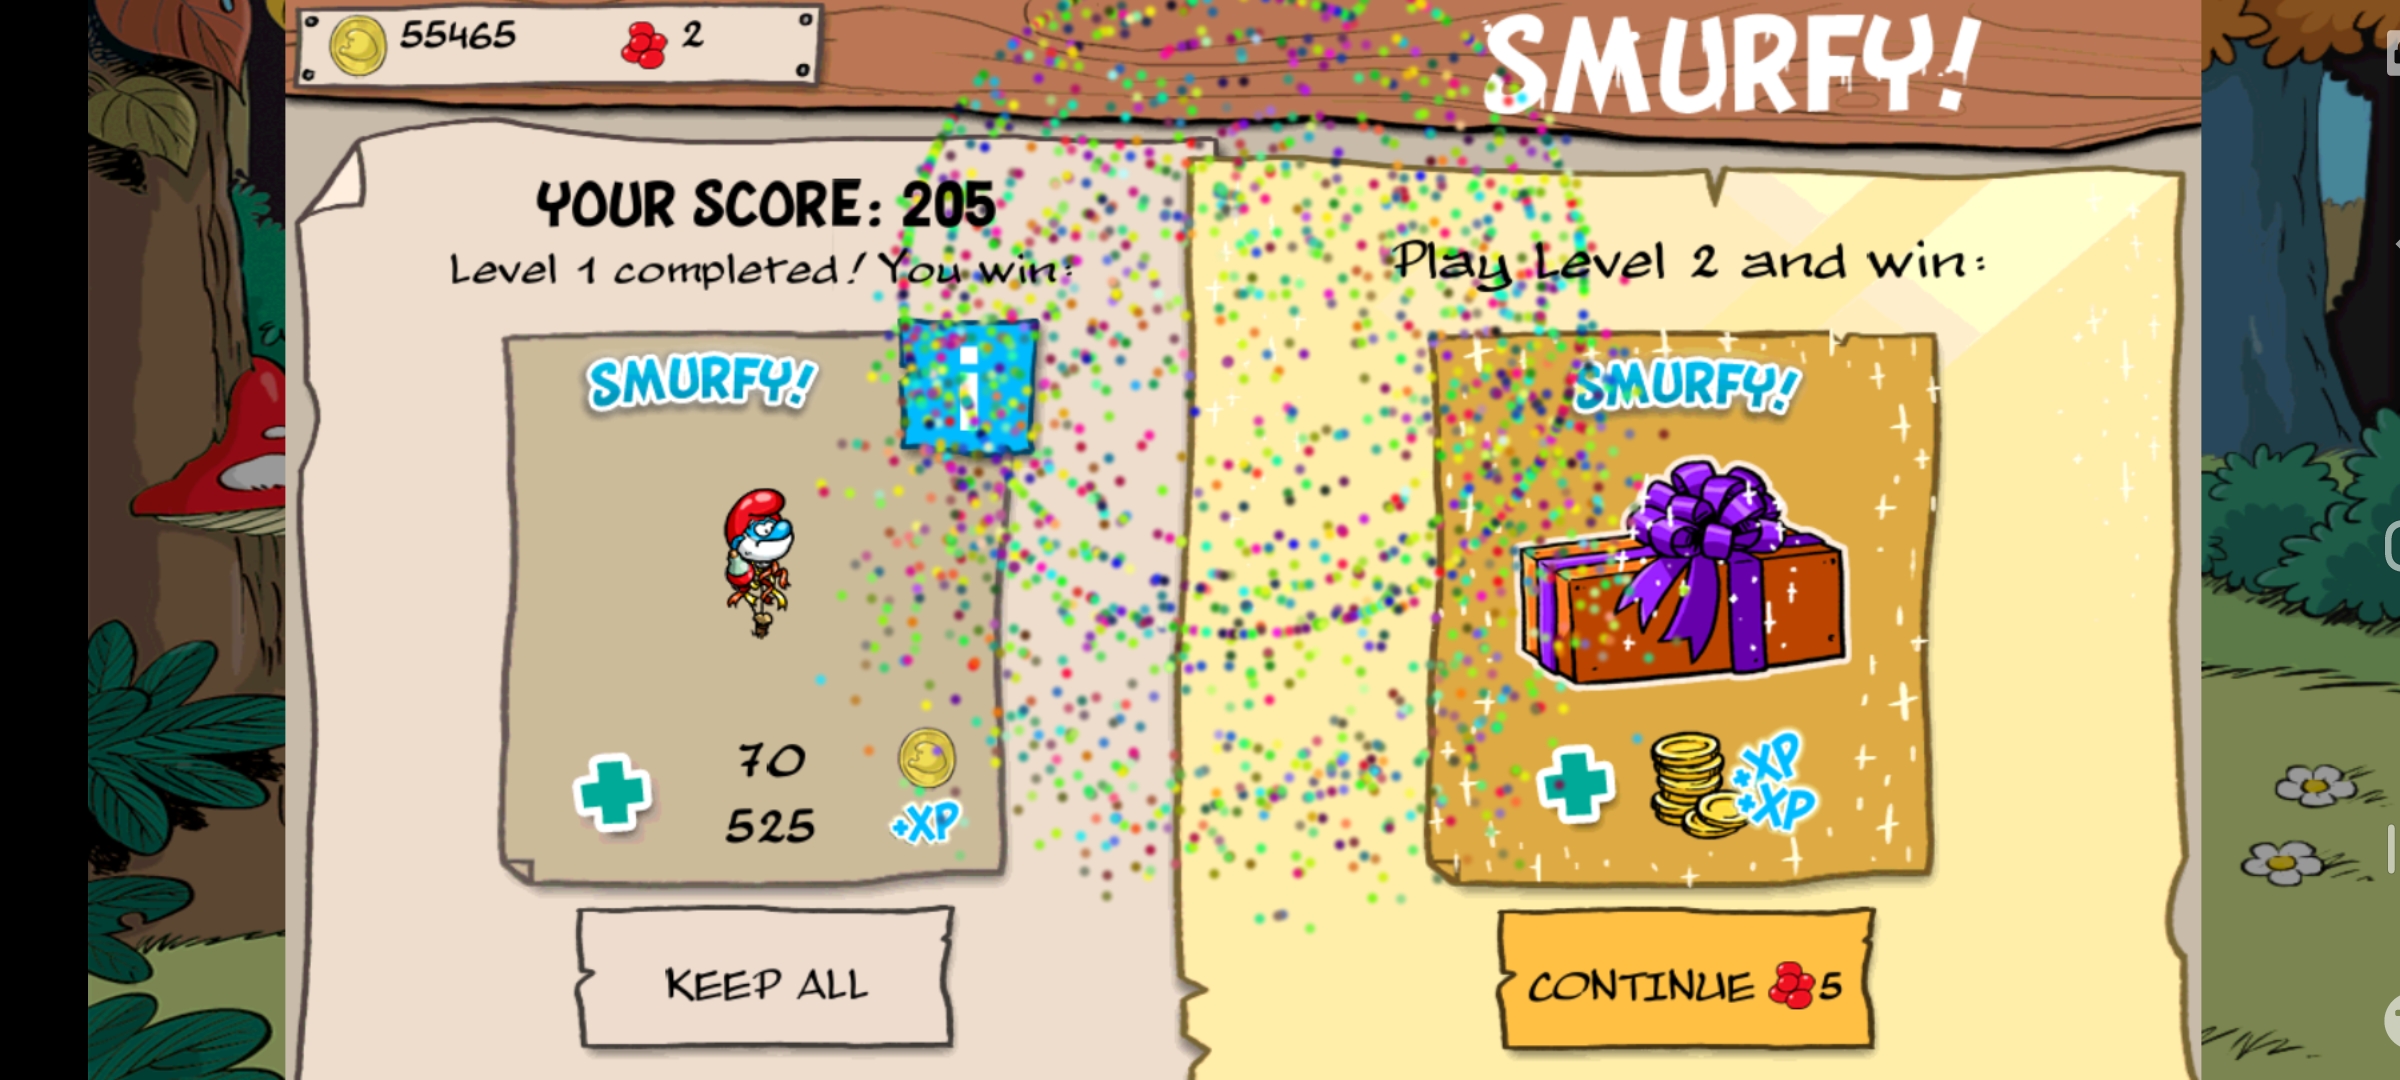 55465 2
SMURFY!
YOUR SCORE: 205
Level 1 completed! You win:
SMURFY!
i
70
525
+XP
KEEP ALL
Play Level 2 and win:
SMURFY!
+XP
+XP
CONTINUE 5